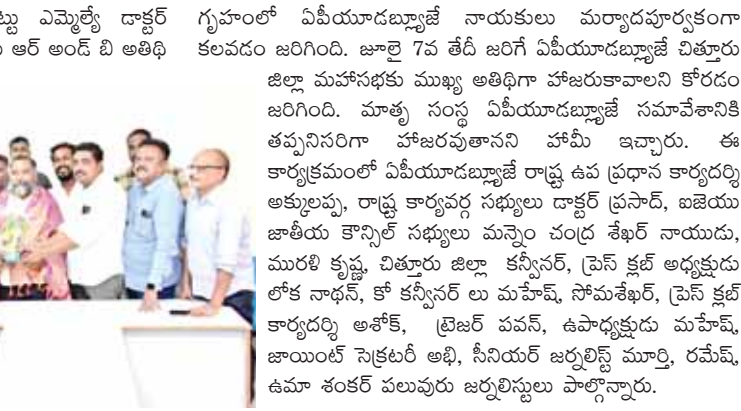 ట్టు ఎమ్మెల్యే డాక్టర్
ఆర్ అండ్ బి అతిథి
గృహంలో ఏపీయూడబ్ల్యూజే నాయకులు మర్యాదపూర్వకంగా
కలవడం జరిగింది. జూలై 7వ తేదీ జరిగే ఏపీయూడబ్ల్యూజే చిత్తూరు
జిల్లా మహాసభకు ముఖ్య అతిథిగా హాజరుకావాలని కోరడం
జరిగింది. మాతృ సంస్థ ఏపీయూడబ్ల్యూజే సమావేశానికి
తప్పనిసరిగా హాజరవుతానని హామీ ఇచ్చారు. ఈ
కార్యక్రమంలో ఏపీయూడబ్ల్యూజే రాష్ట్ర ఉప ప్రధాన కార్యదర్శి
అక్కులప్ప, రాష్ట్ర కార్యవర్గ సభ్యులు డాక్టర్ ప్రసాద్, ఐజెయు
జాతీయ కౌన్సిల్ సభ్యులు మన్నెం చంద్ర శేఖర్ నాయుడు,
మురళి కృష్ణ, చిత్తూరు జిల్లా కన్వీనర్, ప్రెస్ క్లబ్ అధ్యక్షుడు
లోక నాథన్, కో కన్వీనర్ లు మహేష్, సోమశేఖర్, ప్రెస్ క్లబ్
కార్యదర్శి అశోక్, ట్రెజర్ పవన్, ఉపాధ్యక్షుడు మహేష్,
జాయింట్ సెక్రటరీ అభి, సీనియర్ జర్నలిస్ట్ మూర్తి, రమేష్,
ఉమా శంకర్ పలువురు జర్నలిస్టులు పాల్గొన్నారు.